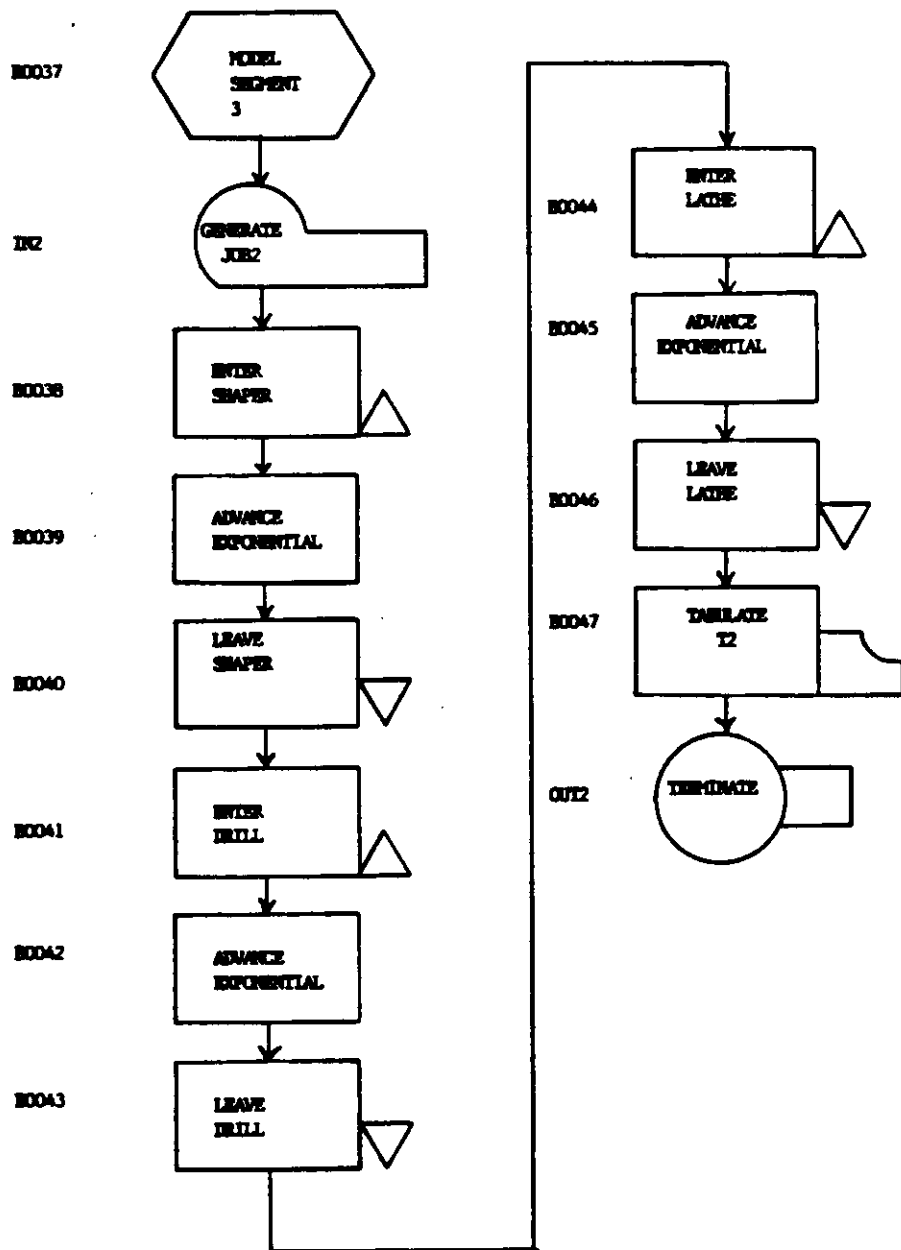 B0037
MODEL
SEGMENT
3
IN2
GENERATE
JOB2
B0038
ENTER
SHAPER
B0039
ADVANCE
EXPONENTIAL
B0040
LEAVE
SHAPER
B0041
ENTER
DRILL
B0042
ADVANCE
EXPONENTIAL
B0043
LEAVE
DRILL
B0044
ENTER
LATHE
B0045
ADVANCE
EXPONENTIAL
B0046
LEAVE
LATHE
B0047
TABULATE
T2
OUT2
TERMINATE